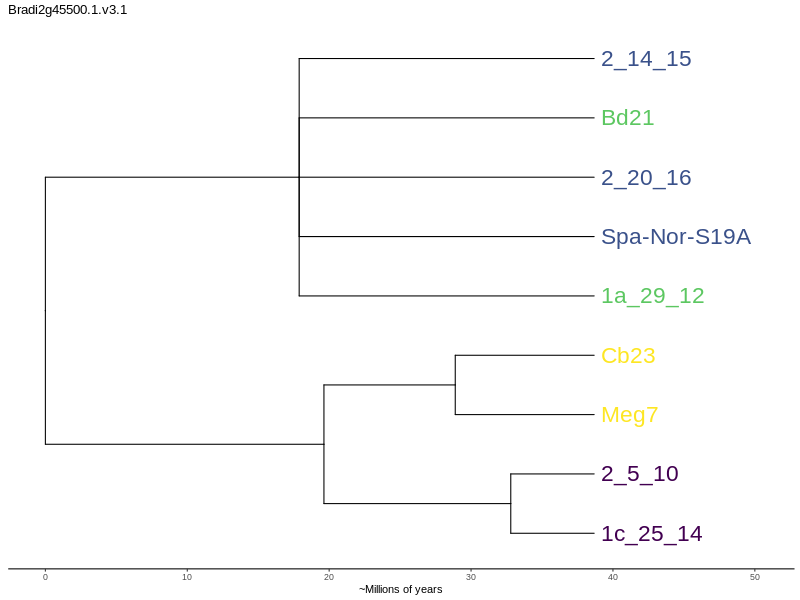 Bradi2g45500.1.v3.1
2_14_15
Bd21
2_20_16
Spa-Nor-S19A
1a_29_12
Cb23
Meg7
2_5_10
1c_25_14
0 10 20 30 40 50
~Millions of years